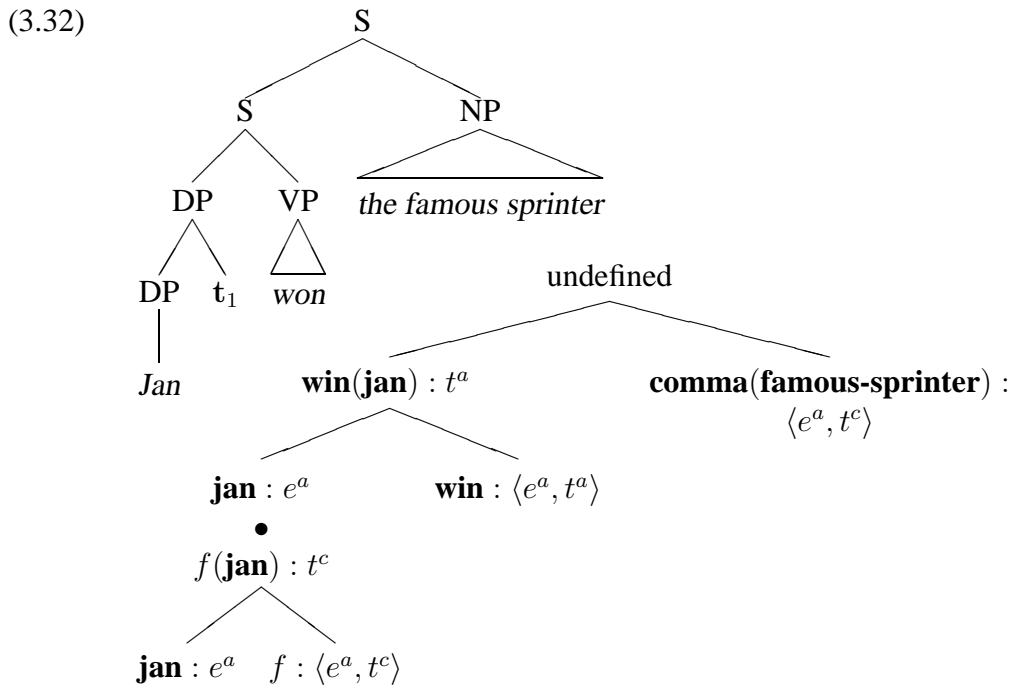 (3.32)
S
S NP
DP VP the famous sprinter
DP t₁ won
Jan
undefined
win(jan) : tᵃ comma(famous-sprinter) :
⟨eᵃ, tᶜ⟩
jan : eᵃ win : ⟨eᵃ, tᵃ⟩
•
f(jan) : tᶜ
jan : eᵃ f : ⟨eᵃ, tᶜ⟩